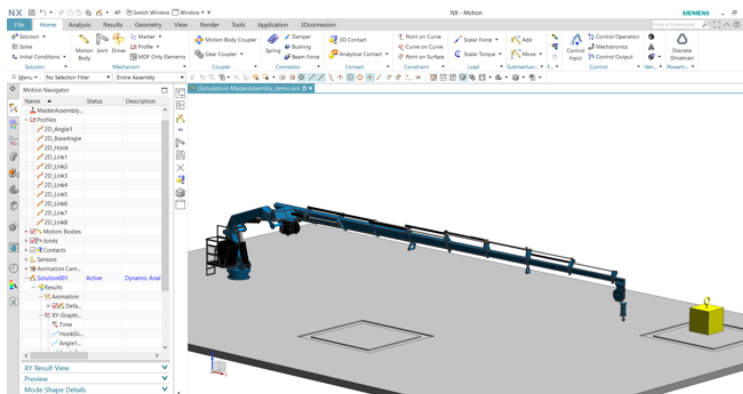 NX Switch Window Window NX - Motion SIEMENS
File Home Analysis Results Geometry View Render Tools Application 3Dconnexion Find a Command
Solution
Solve
Initial Conditions
Solution
Motion Body
Joint
Driver
Marker
Profile
MDF Only Elements
Mechanism
Motion Body Coupler
Gear Coupler
Coupler
Spring
Damper
Bushing
Beam Force
Connector
3D Contact
Analytical Contact
Contact
Point on Curve
Curve on Curve
Point on Surface
Constraint
Scalar Force
Scalar Torque
Load
Add
Move
Submechan...
F...
Control Input
Control Operation
Mechatronics
Control Output
Control
Veh...
Discrete Drivetrain
Powertr...
Menu No Selection Filter Entire Assembly
Motion Navigator
(Simulation) MasterAssembly_demo.sim
Name Status Description
MasterAssembly...
Profiles
2D_Angle1
2D_BaseAngle
2D_Hook
2D_Link1
2D_Link2
2D_Link3
2D_Link4
2D_Link5
2D_Link6
2D_Link7
2D_Link8
Motion Bodies
Joints
Contacts
Sensors
Animation Cam...
Solution001 Active Dynamic Anal
Results
Animation
Defa...
XY-Graphi...
Time
HookSl...
Angle1...
XY Result View
Preview
Mode Shape Details